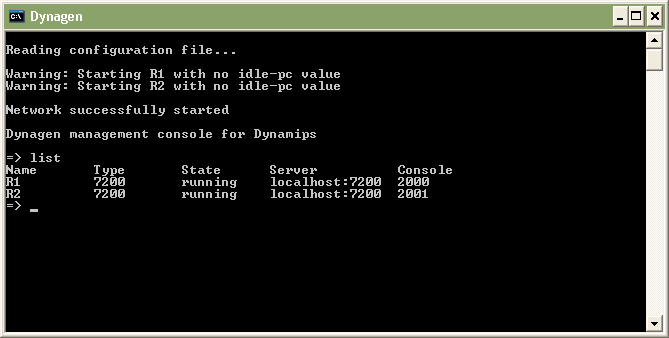 Dynagen
Reading configuration file...
Warning: Starting R1 with no idle-pc value
Warning: Starting R2 with no idle-pc value
Network successfully started
Dynagen management console for Dynamips
=> list
Name Type State Server Console
R1 7200 running localhost:7200 2000
R2 7200 running localhost:7200 2001
=> _